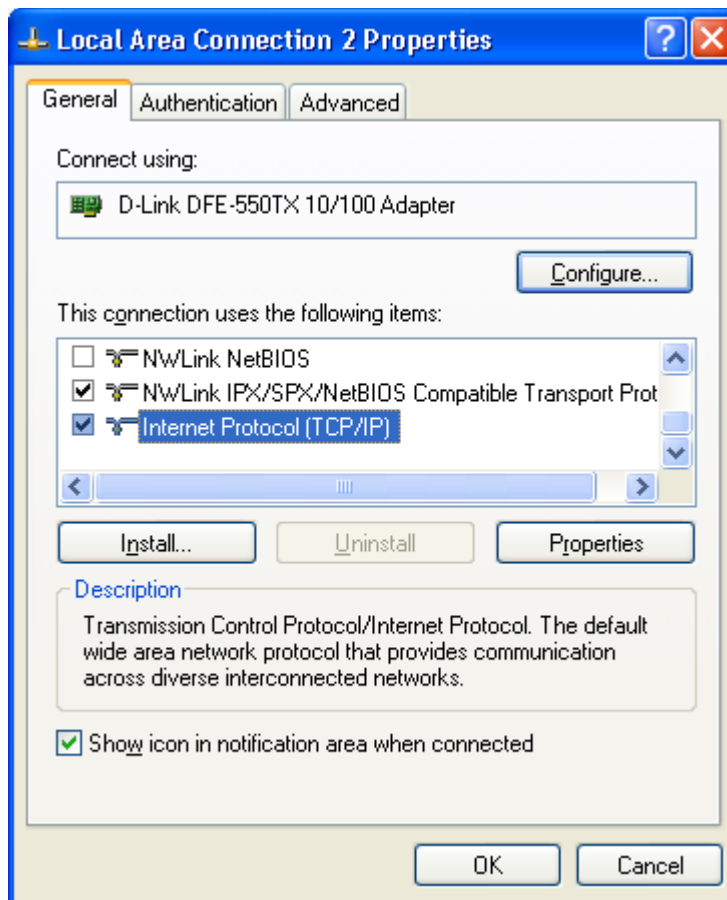 Local Area Connection 2 Properties
General
Authentication
Advanced
Connect using:
D-Link DFE-550TX 10/100 Adapter
Configure...
This connection uses the following items:
NWLink NetBIOS
NWLink IPX/SPX/NetBIOS Compatible Transport Prot
Internet Protocol (TCP/IP)
Install...
Uninstall
Properties
Description
Transmission Control Protocol/Internet Protocol. The default
wide area network protocol that provides communication
across diverse interconnected networks.
Show icon in notification area when connected
OK
Cancel